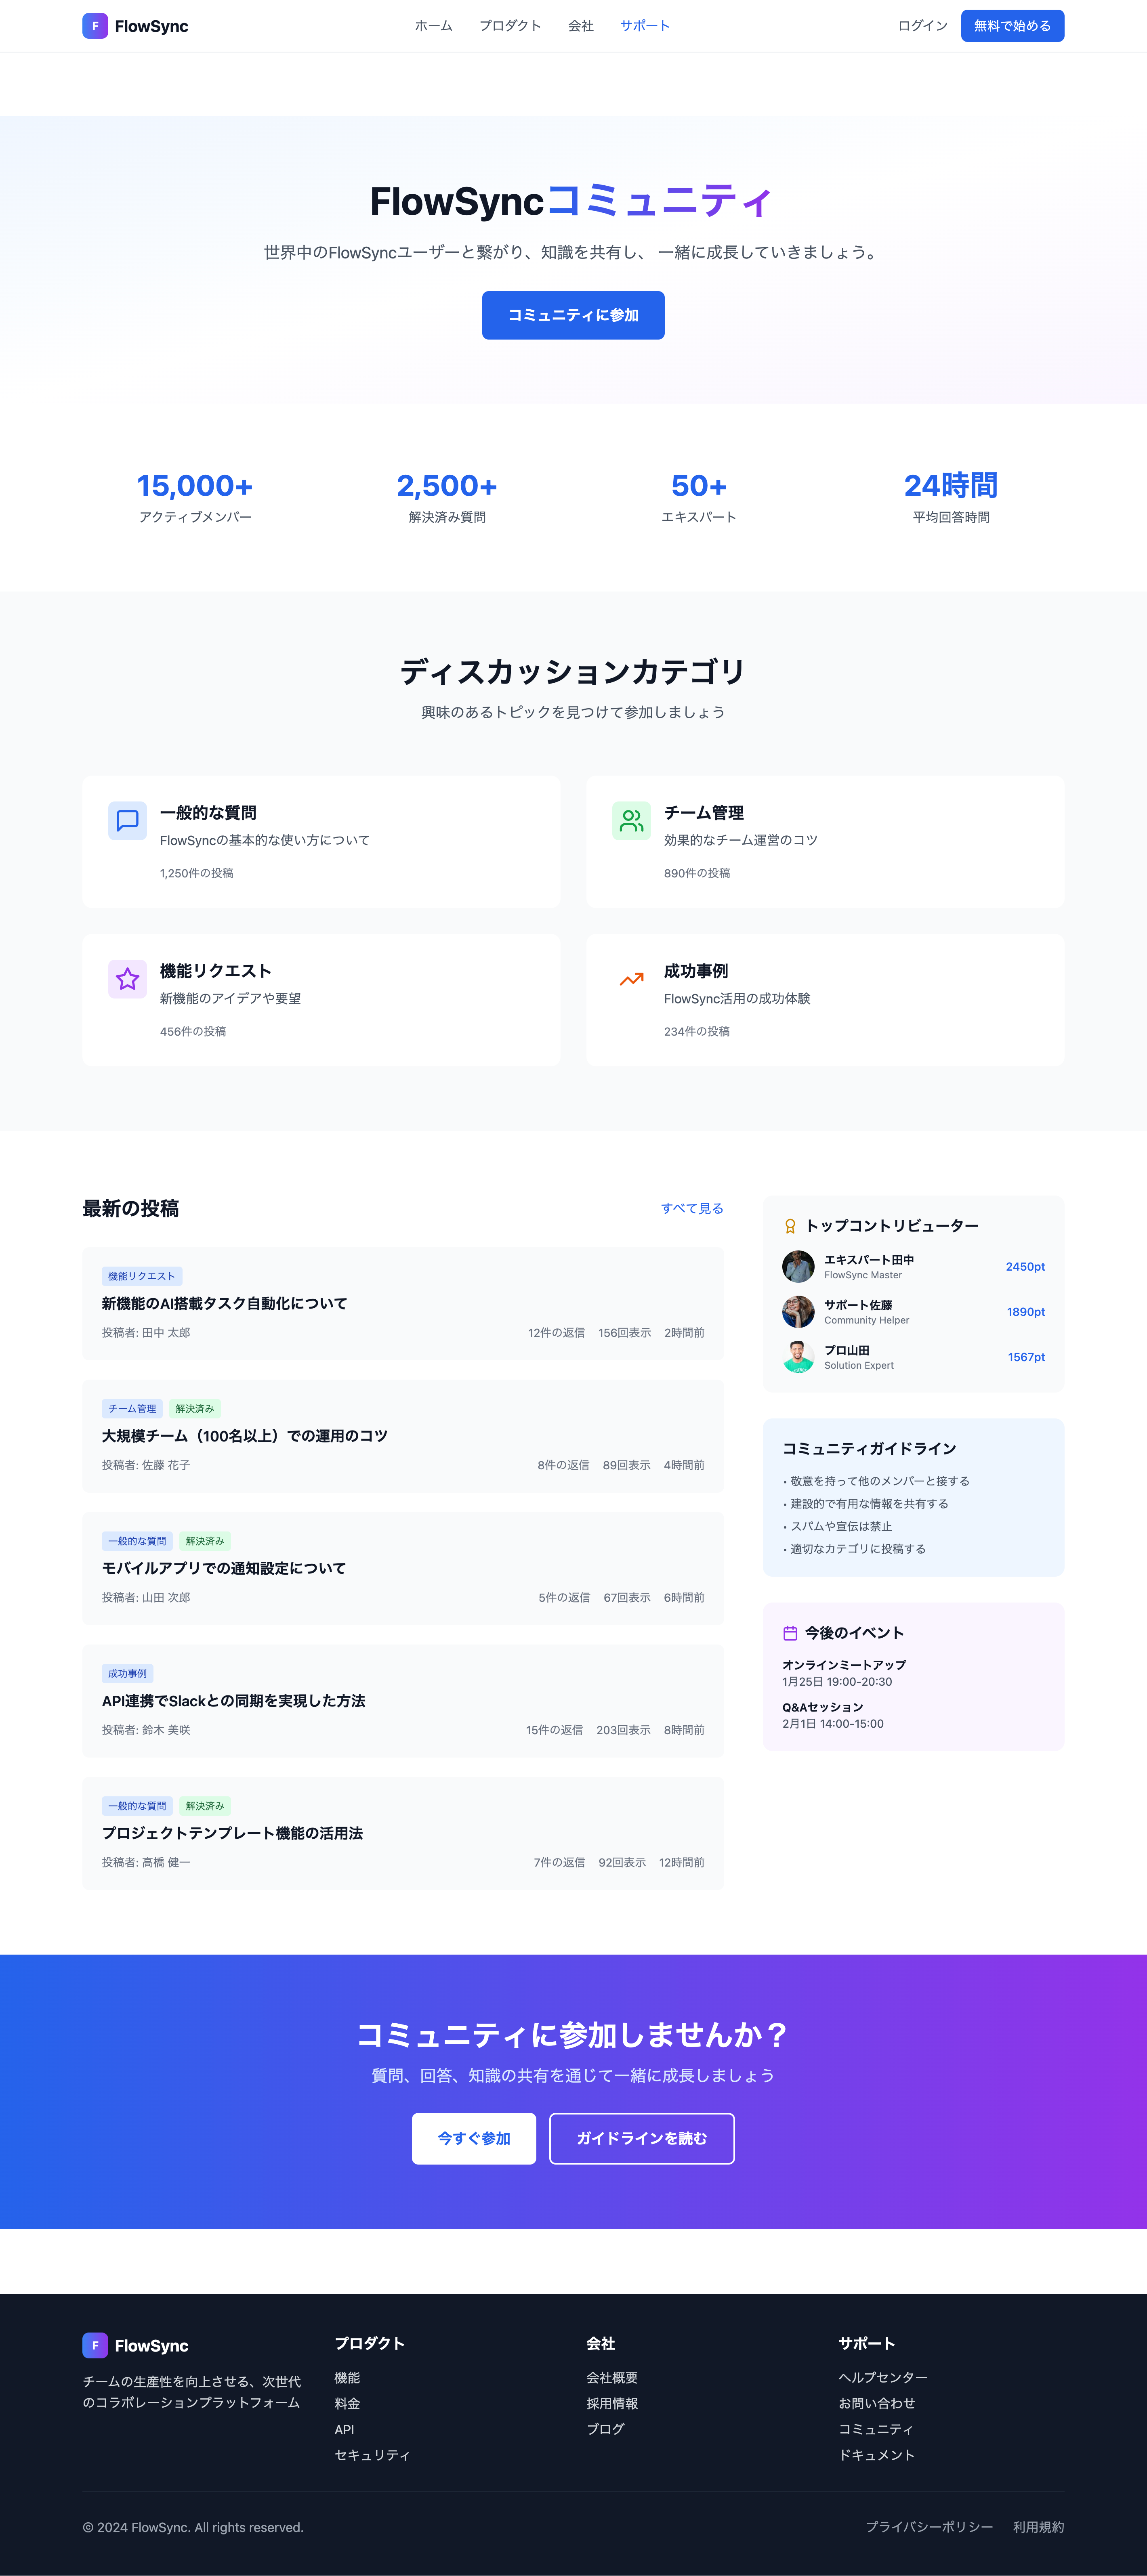 F FlowSync
ホーム プロダクト 会社 サポート
ログイン 無料で始める
FlowSyncコミュニティ
世界中のFlowSyncユーザーと繋がり、知識を共有し、 一緒に成長していきましょう。
コミュニティに参加
15,000+
アクティブメンバー
2,500+
解決済み質問
50+
エキスパート
24時間
平均回答時間
ディスカッションカテゴリ
興味のあるトピックを見つけて参加しましょう
一般的な質問
FlowSyncの基本的な使い方について
1,250件の投稿
チーム管理
効果的なチーム運営のコツ
890件の投稿
機能リクエスト
新機能のアイデアや要望
456件の投稿
成功事例
FlowSync活用の成功体験
234件の投稿
最新の投稿 すべて見る
機能リクエスト
新機能のAI搭載タスク自動化について
投稿者: 田中 太郎 12件の返信 156回表示 2時間前
チーム管理 解決済み
大規模チーム（100名以上）での運用のコツ
投稿者: 佐藤 花子 8件の返信 89回表示 4時間前
一般的な質問 解決済み
モバイルアプリでの通知設定について
投稿者: 山田 次郎 5件の返信 67回表示 6時間前
成功事例
API連携でSlackとの同期を実現した方法
投稿者: 鈴木 美咲 15件の返信 203回表示 8時間前
一般的な質問 解決済み
プロジェクトテンプレート機能の活用法
投稿者: 高橋 健一 7件の返信 92回表示 12時間前
トップコントリビューター
エキスパート田中
FlowSync Master
2450pt
サポート佐藤
Community Helper
1890pt
プロ山田
Solution Expert
1567pt
コミュニティガイドライン
• 敬意を持って他のメンバーと接する
• 建設的で有用な情報を共有する
• スパムや宣伝は禁止
• 適切なカテゴリに投稿する
今後のイベント
オンラインミートアップ
1月25日 19:00-20:30
Q&Aセッション
2月1日 14:00-15:00
コミュニティに参加しませんか？
質問、回答、知識の共有を通じて一緒に成長しましょう
今すぐ参加 ガイドラインを読む
F FlowSync
チームの生産性を向上させる、次世代
のコラボレーションプラットフォーム
プロダクト
機能
料金
API
セキュリティ
会社
会社概要
採用情報
ブログ
サポート
ヘルプセンター
お問い合わせ
コミュニティ
ドキュメント
© 2024 FlowSync. All rights reserved.
プライバシーポリシー 利用規約